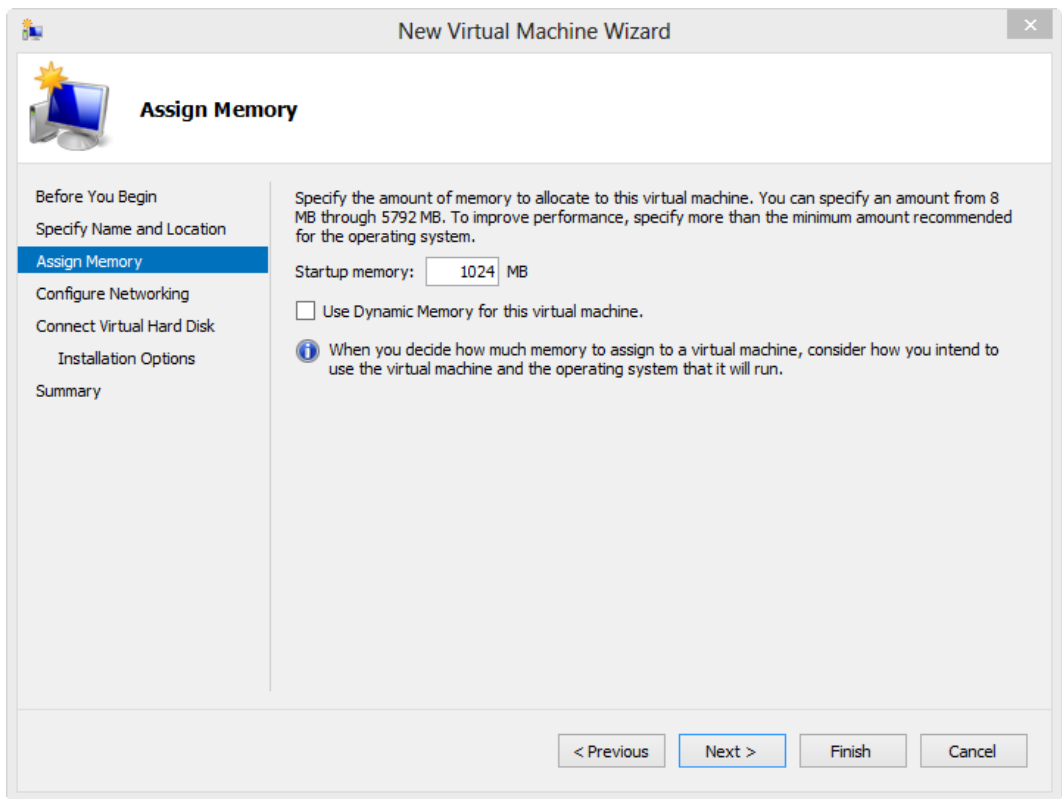 New Virtual Machine Wizard
Assign Memory
Before You Begin
Specify Name and Location
Assign Memory
Configure Networking
Connect Virtual Hard Disk
Installation Options
Summary
Specify the amount of memory to allocate to this virtual machine. You can specify an amount from 8
MB through 5792 MB. To improve performance, specify more than the minimum amount recommended
for the operating system.
Startup memory: 1024 MB
Use Dynamic Memory for this virtual machine.
When you decide how much memory to assign to a virtual machine, consider how you intend to
use the virtual machine and the operating system that it will run.
< Previous Next > Finish Cancel